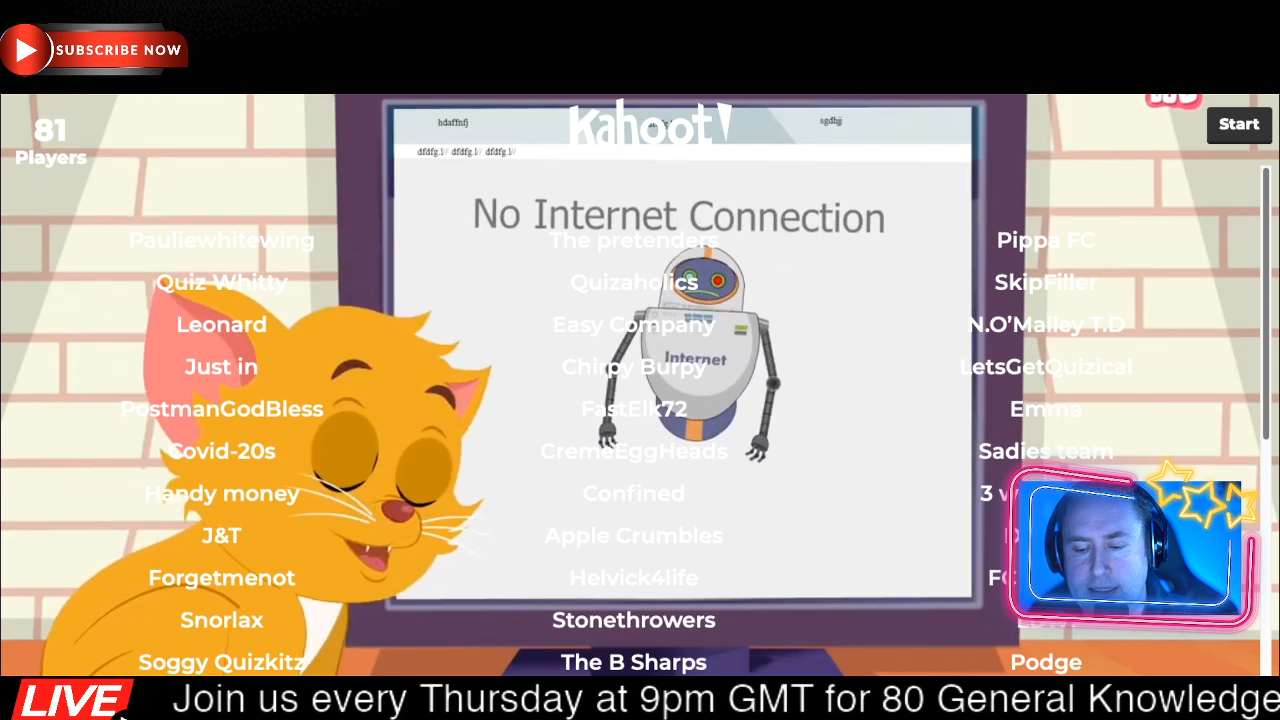 SUBSCRIBE NOW
81
Players
Kahoot!
Start
hdaffnfj
sgdhjj
dfdfg.l// dfdfg.l// dfdfg.l//
No Internet Connection
Pauliewhitewing The pretenders Pippa FC
Quiz Whitty Quizaholics SkipFiller
Leonard Easy Company N.O’Malley T.D
Internet
Just in Chirpy Burpy LetsGetQuizical
PostmanGodBless FastElk72 Emma
Covid-20s CremeEggHeads Sadies team
Handy money Confined 3
J&T Apple Crumbles
Forgetmenot Helvick4life
Snorlax Stonethrowers
Soggy Quizkitz The B Sharps Podge
LIVE Join us every Thursday at 9pm GMT for 80 General Knowledge